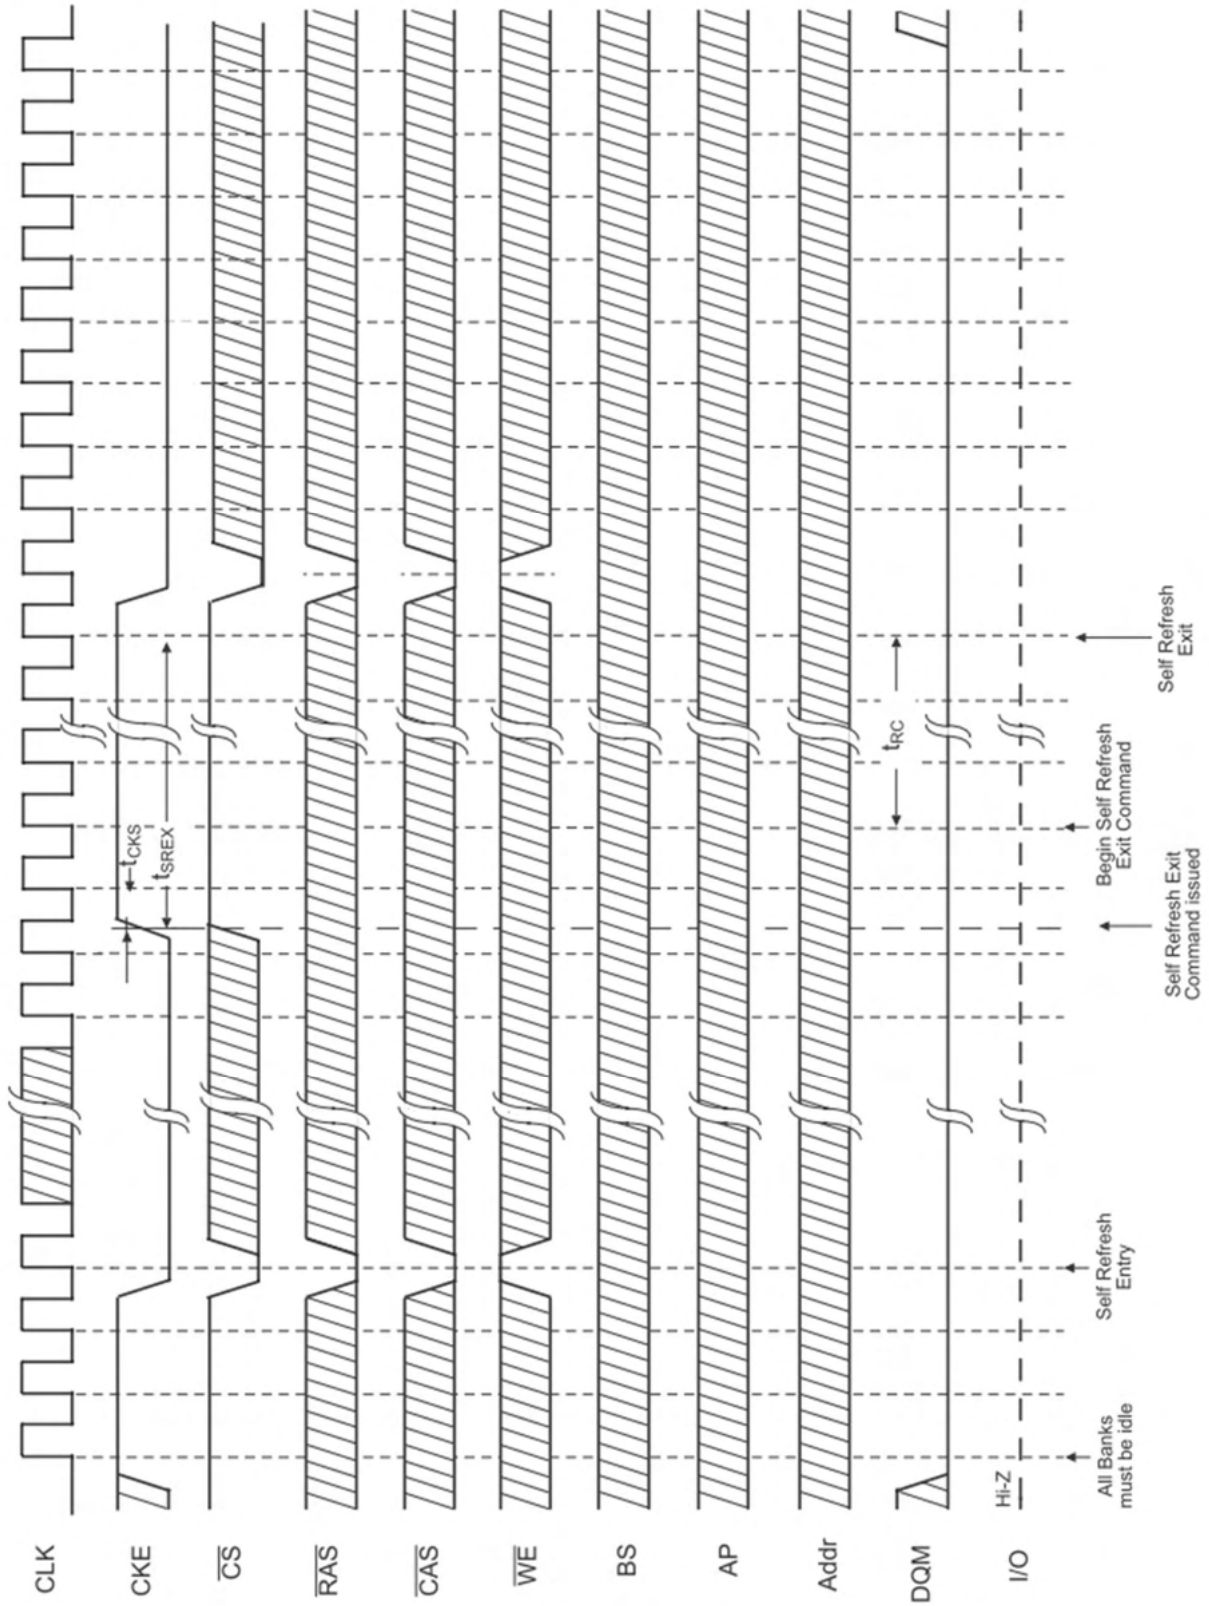 CLK
CKE
CS
RAS
CAS
WE
BS
AP
Addr
DQM
I/O
Hi-Z
tCKS
tSREX
tRC
All Banks
must be idle
Self Refresh
Entry
Self Refresh Exit
Command issued
Begin Self Refresh
Exit Command
Self Refresh
Exit